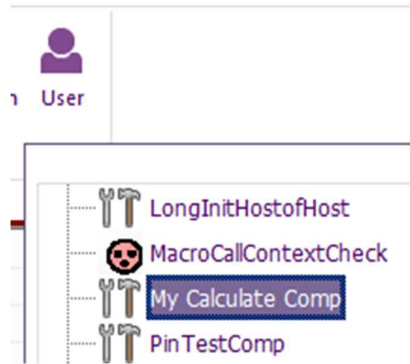 User
LongInitHostofHost
MacroCallContextCheck
My Calculate Comp
PinTestComp